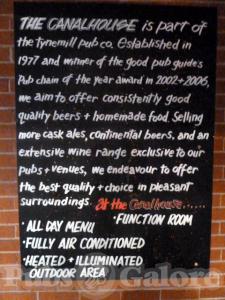 THE CANALHOUSE is part of
the tynemill pub co. established in
1977 and winner of the good pub guides
Pub chain of the year award in 2002+2006,
we aim to offer consistently good
quality beers + homemade food. Selling
more cask ales, continental beers, and an
extensive wine range exclusive to our
pubs + venues, we endeavour to offer
the best quality + choice in pleasant
surroundings. at the Canalhouse.....
• FUNCTION ROOM
• ALL DAY MENU
• FULLY AIR CONDITIONED
• HEATED + ILLUMINATED
OUTDOOR AREA
Pubs Galore